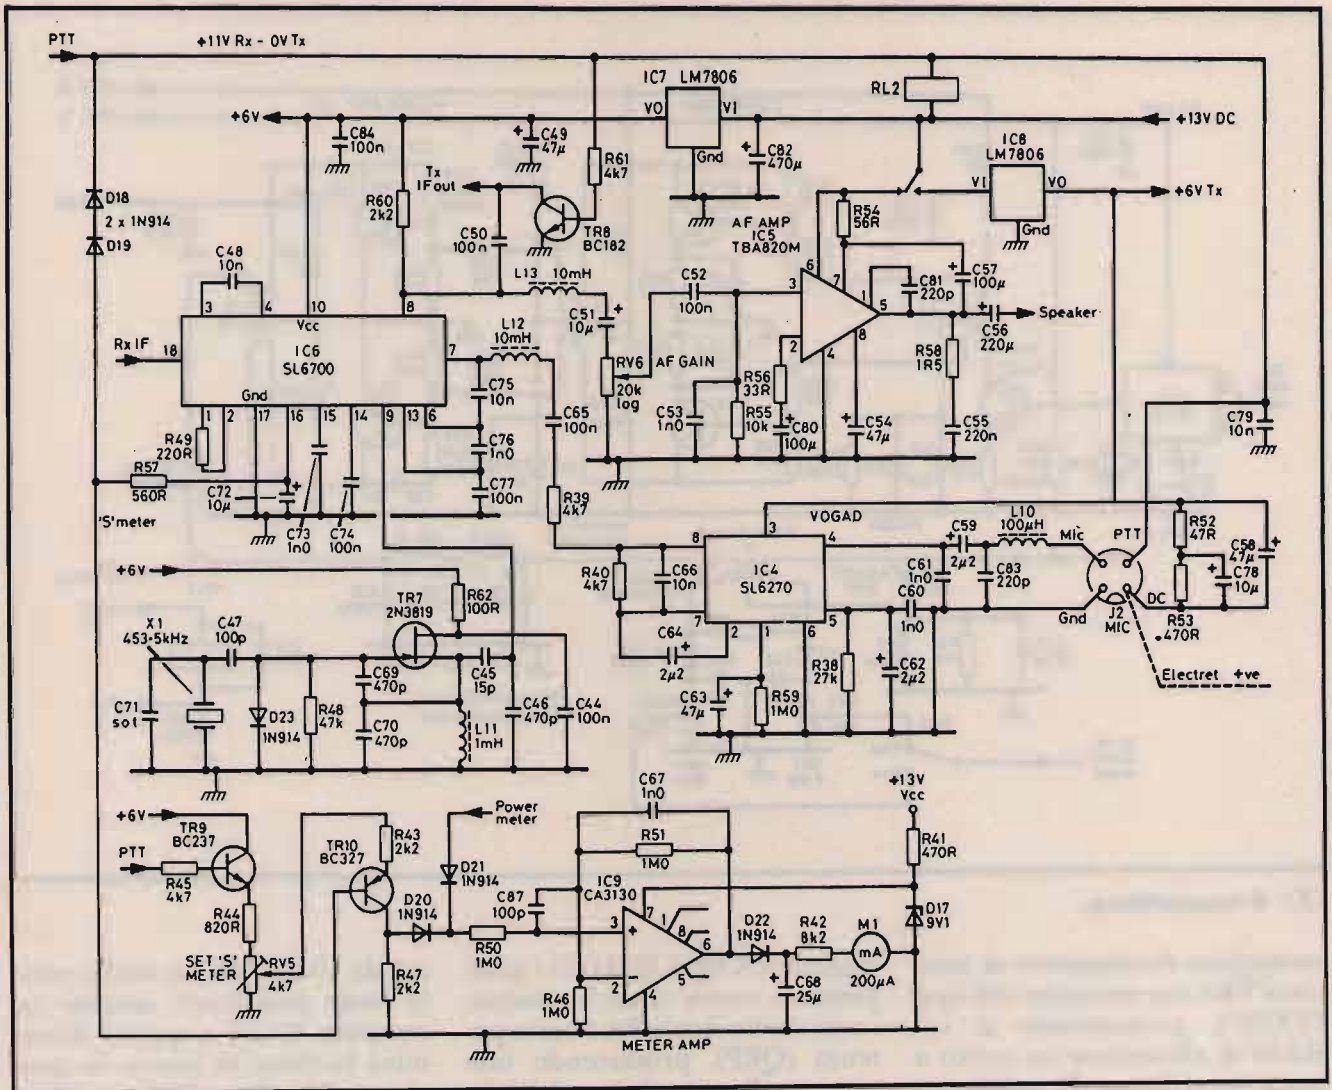 PTT
+11V Rx - 0V Tx
IC7 LM7806
VO
VI
Gnd
RL2
+6V
C84
100n
C49
47µ
R61
4k7
C82
470µ
+13V DC
IC8
LM7806
VI
VO
Gnd
+6V Tx
D18
2 x 1N914
D19
R60
2k2
Tx
IF out
C50
100n
TR8
BC182
AF AMP
IC5
TBA820M
R54
56R
C48
10n
L13 10mH
C51
10µ
C52
100n
6
7
1
3
5
2
4
8
C81
220p
C57
100µ
C56
220µ
Speaker
3
4
10
8
Vcc
Rx IF
18
IC6
SL6700
7
Gnd
1
2
17
16
15
14
9
13
6
L12
10mH
RV6
20k
log
AF GAIN
R56
33R
R58
1R5
C75
10n
C65
100n
C53
1n0
R55
10k
C80
100µ
C54
47µ
C55
220n
C79
10n
R49
220R
R57
560R
C76
1n0
C77
100n
C72
10µ
'S' meter
C73
1n0
C74
100n
R39
4k7
VOGAD
3
8
4
IC4
SL6270
7
2
1
6
5
R40
4k7
C66
10n
C64
2µ2
C59
2µ2
L10
100µH
Mic
PTT
C61
1n0
C83
220p
C60
1n0
Gnd
DC
J2
MIC
R52
47R
C58
47µ
C78
10µ
R53
470R
Electret +ve
+6V
R62
100R
TR7
2N3819
X1
453·5kHz
C47
100p
C71
sot
D23
1N914
R48
47k
C69
470p
C70
470p
C45
15p
L11
1mH
C46
470p
C44
100n
C63
47µ
R59
1M0
R38
27k
C62
2µ2
+6V
TR9
BC237
PTT
R45
4k7
R44
820R
SET 'S'
METER
RV5
4k7
TR10
BC327
R43
2k2
D20
1N914
R47
2k2
Power
meter
D21
1N914
R50
1M0
C87
100p
C67
1n0
R51
1M0
IC9
CA3130
3
+
2
-
7
1
8
6
5
4
R46
1M0
METER AMP
D22
1N914
R42
8k2
C68
25µ
M1
mA
200µA
+13V
Vcc
R41
470R
D17
9V1